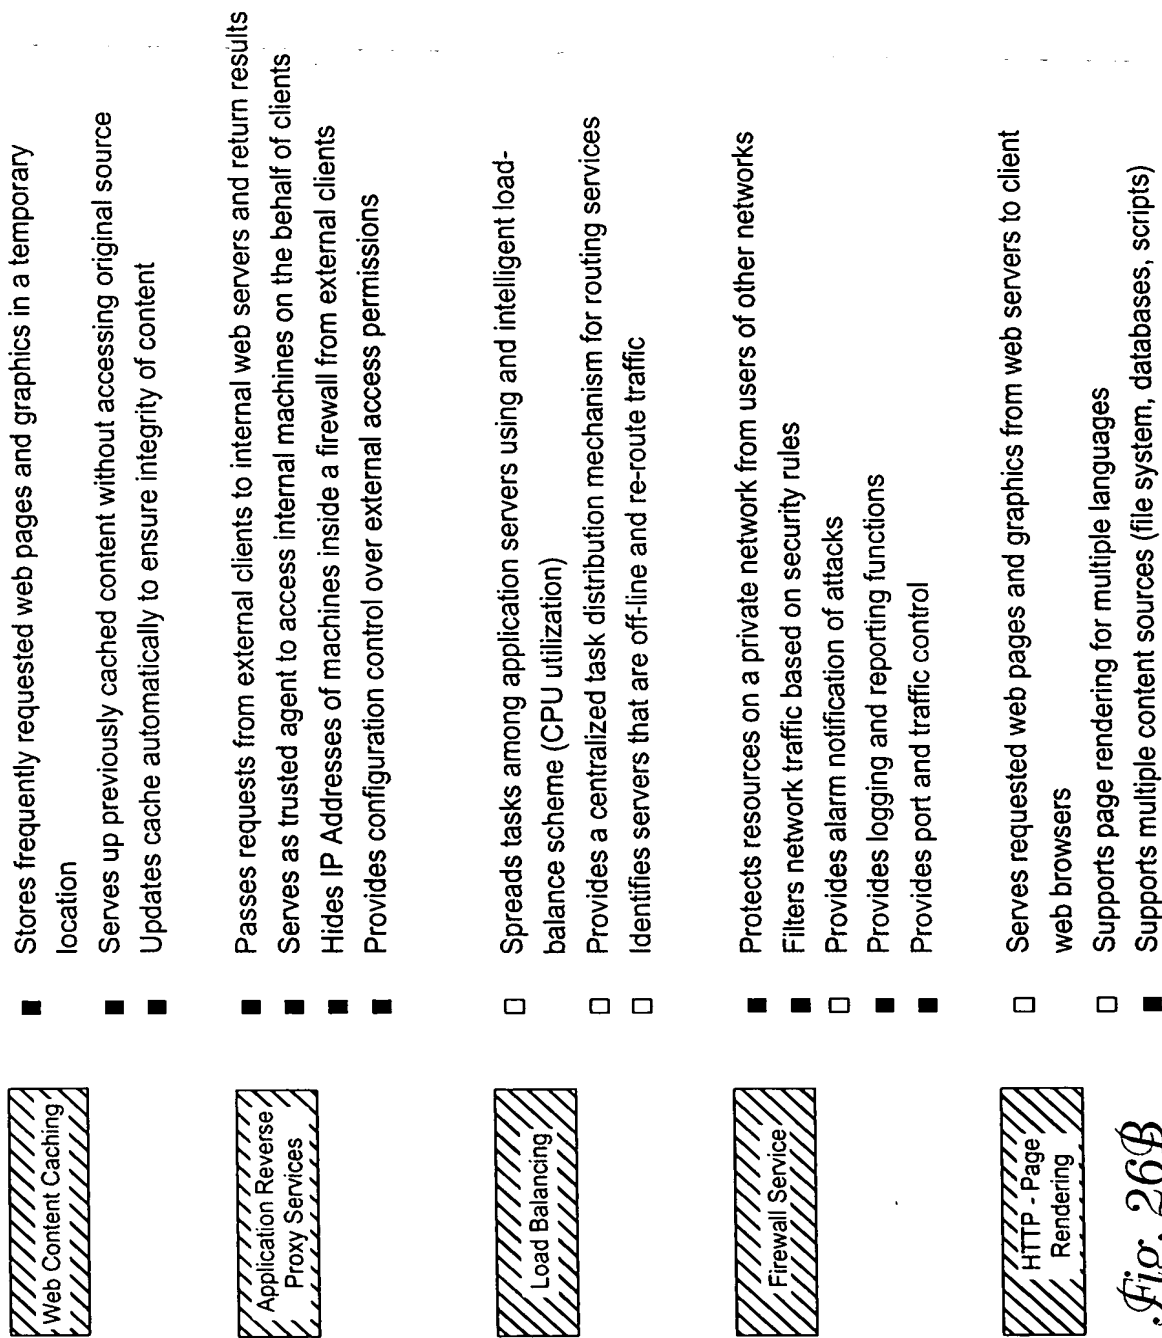 Web Content Caching
■ Stores frequently requested web pages and graphics in a temporary
location
■ Serves up previously cached content without accessing original source
■ Updates cache automatically to ensure integrity of content
Application Reverse
Proxy Services
■ Passes requests from external clients to internal web servers and return results
■ Serves as trusted agent to access internal machines on the behalf of clients
■ Hides IP Addresses of machines inside a firewall from external clients
■ Provides configuration control over external access permissions
Load Balancing
□ Spreads tasks among application servers using and intelligent load-
balance scheme (CPU utilization)
□ Provides a centralized task distribution mechanism for routing services
□ Identifies servers that are off-line and re-route traffic
Firewall Service
■ Protects resources on a private network from users of other networks
■ Filters network traffic based on security rules
□ Provides alarm notification of attacks
■ Provides logging and reporting functions
■ Provides port and traffic control
HTTP - Page
Rendering
□ Serves requested web pages and graphics from web servers to client
web browsers
□ Supports page rendering for multiple languages
■ Supports multiple content sources (file system, databases, scripts)
Fig. 26B